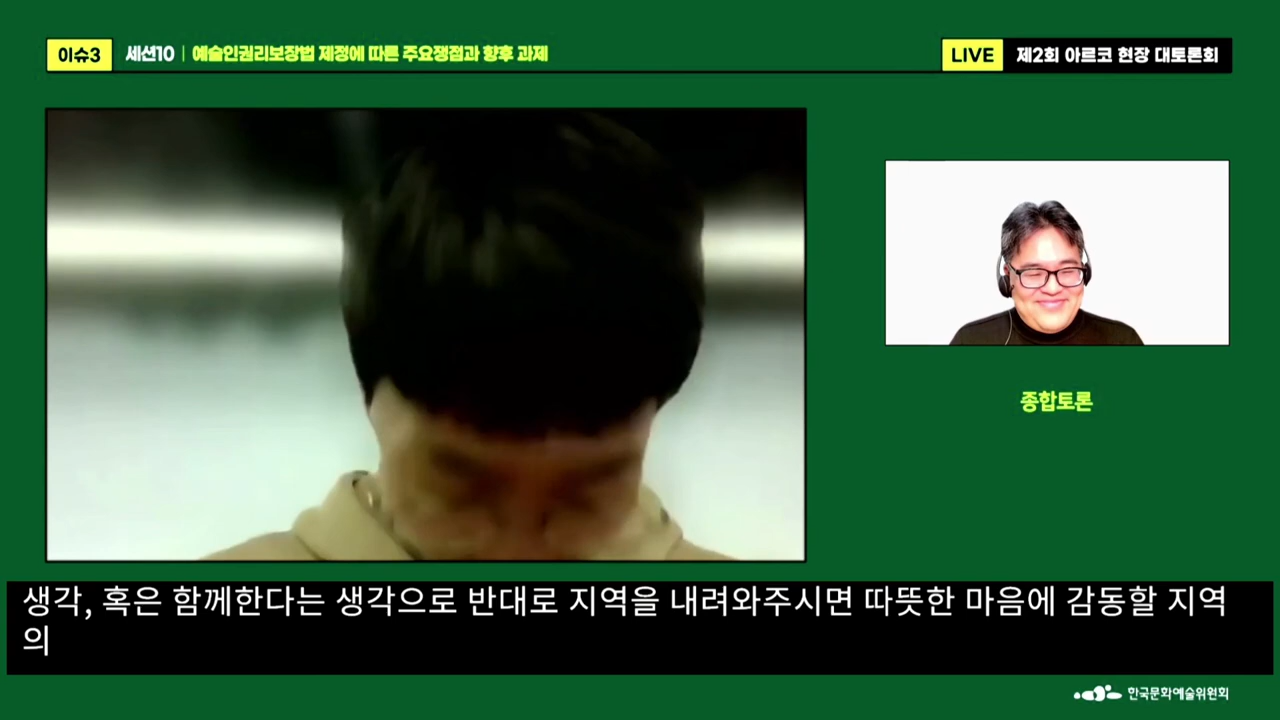 이슈3
세션10 | 예술인권리보장법 제정에 따른 주요쟁점과 향후 과제
LIVE
제2회 아르코 현장 대토론회
종합토론
생각, 혹은 함께한다는 생각으로 반대로 지역을 내려와주시면 따뜻한 마음에 감동할 지역
의
한국문화예술위원회